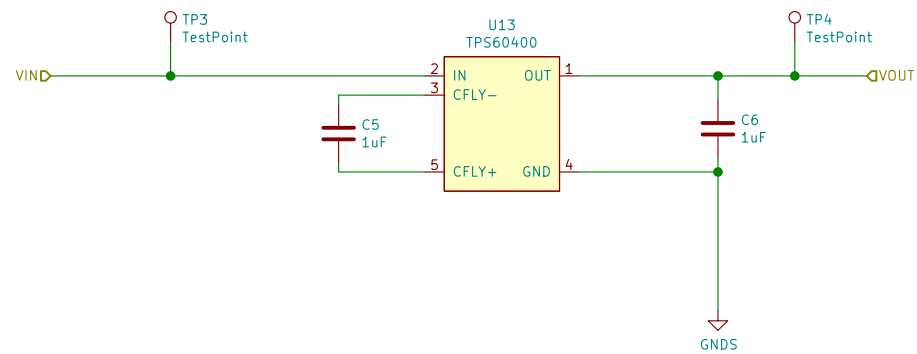 TP3
TestPoint
U13
TPS60400
TP4
TestPoint
VIN
2
IN
OUT
1
VOUT
3
CFLY-
C5
1uF
C6
1uF
5
CFLY+
GND
4
GNDS